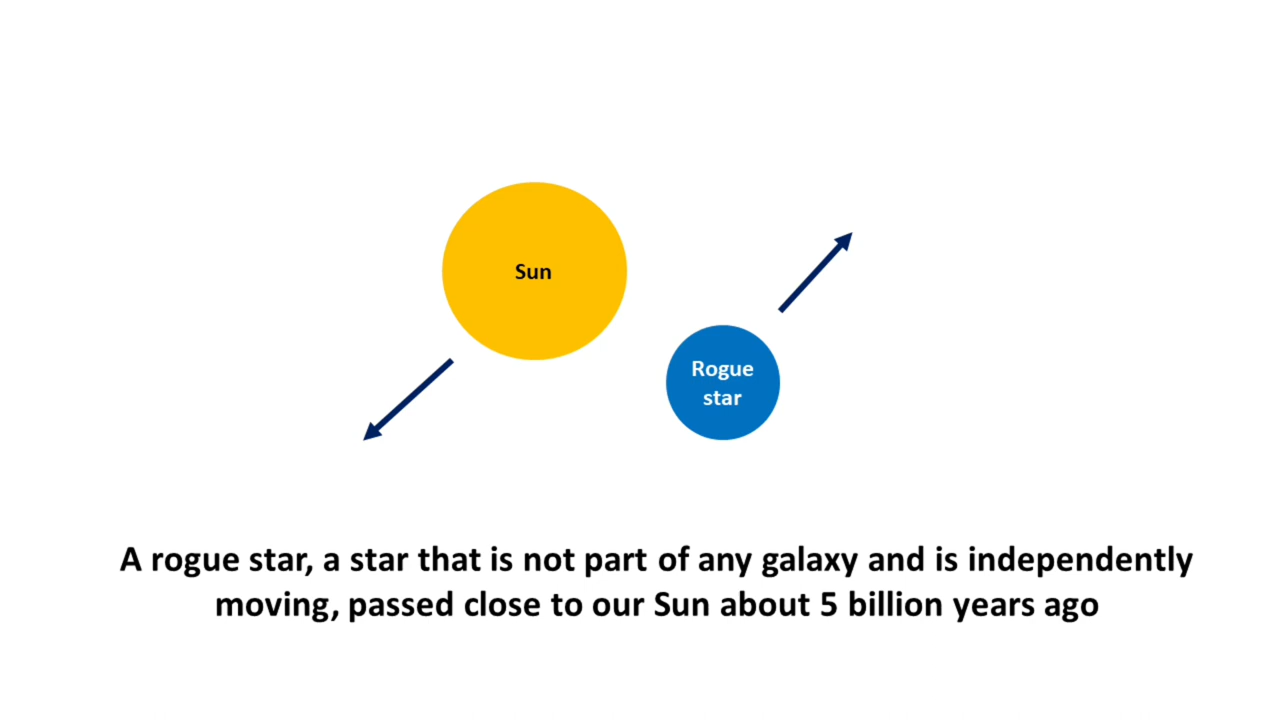 Sun
Rogue
star
A rogue star, a star that is not part of any galaxy and is independently
moving, passed close to our Sun about 5 billion years ago